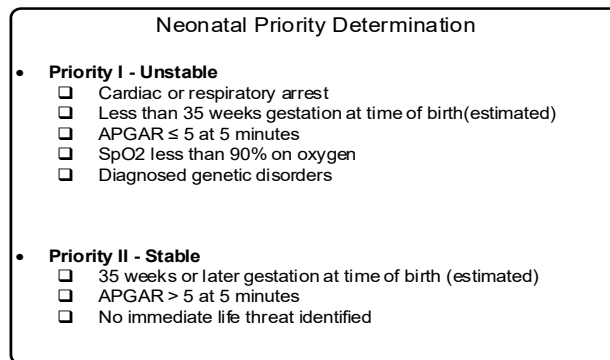 Neonatal Priority Determination
• Priority I - Unstable
❑ Cardiac or respiratory arrest
❑ Less than 35 weeks gestation at time of birth(estimated)
❑ APGAR ≤ 5 at 5 minutes
❑ SpO2 less than 90% on oxygen
❑ Diagnosed genetic disorders
• Priority II - Stable
❑ 35 weeks or later gestation at time of birth (estimated)
❑ APGAR > 5 at 5 minutes
❑ No immediate life threat identified